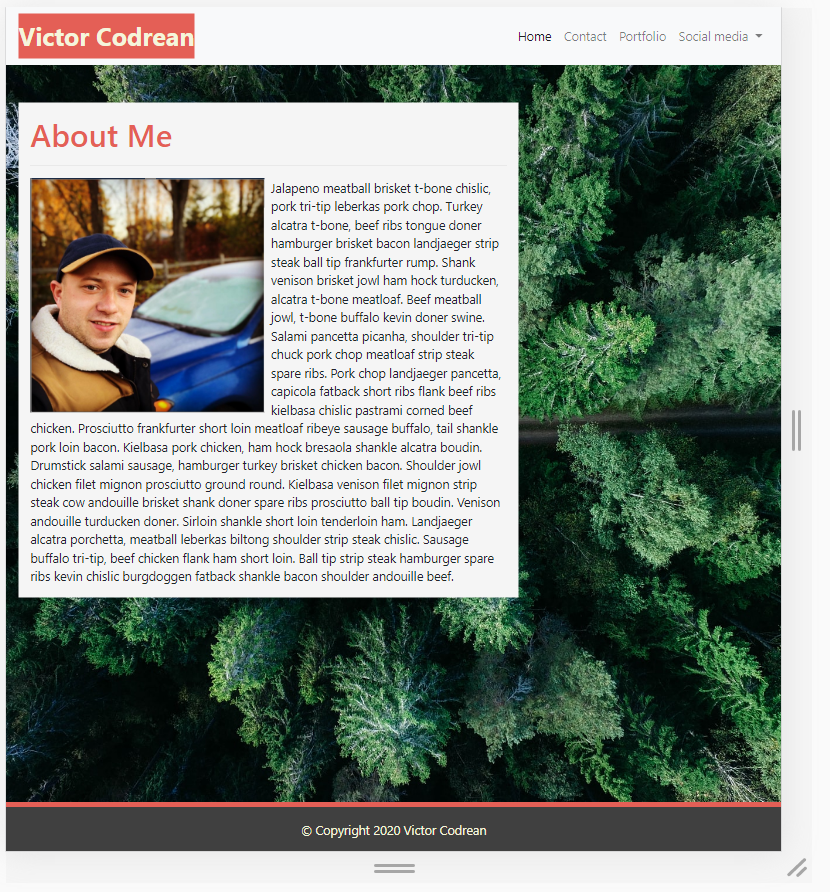 Victor Codrean
Home Contact Portfolio Social media
About Me
Jalapeno meatball brisket t-bone chislic,
pork tri-tip leberkas pork chop. Turkey
alcatra t-bone, beef ribs tongue doner
hamburger brisket bacon landjaeger strip
steak ball tip frankfurter rump. Shank
venison brisket jowl ham hock turducken,
alcatra t-bone meatloaf. Beef meatball
jowl, t-bone buffalo kevin doner swine.
Salami pancetta picanha, shoulder tri-tip
chuck pork chop meatloaf strip steak
spare ribs. Pork chop landjaeger pancetta,
capicola fatback short ribs flank beef ribs
kielbasa chislic pastrami corned beef
chicken. Prosciutto frankfurter short loin meatloaf ribeye sausage buffalo, tail shankle
pork loin bacon. Kielbasa pork chicken, ham hock bresaola shankle alcatra boudin.
Drumstick salami sausage, hamburger turkey brisket chicken bacon. Shoulder jowl
chicken filet mignon prosciutto ground round. Kielbasa venison filet mignon strip
steak cow andouille brisket shank doner spare ribs prosciutto ball tip boudin. Venison
andouille turducken doner. Sirloin shankle short loin tenderloin ham. Landjaeger
alcatra porchetta, meatball leberkas biltong shoulder strip steak chislic. Sausage
buffalo tri-tip, beef chicken flank ham short loin. Ball tip strip steak hamburger spare
ribs kevin chislic burgdoggen fatback shankle bacon shoulder andouille beef.
© Copyright 2020 Victor Codrean